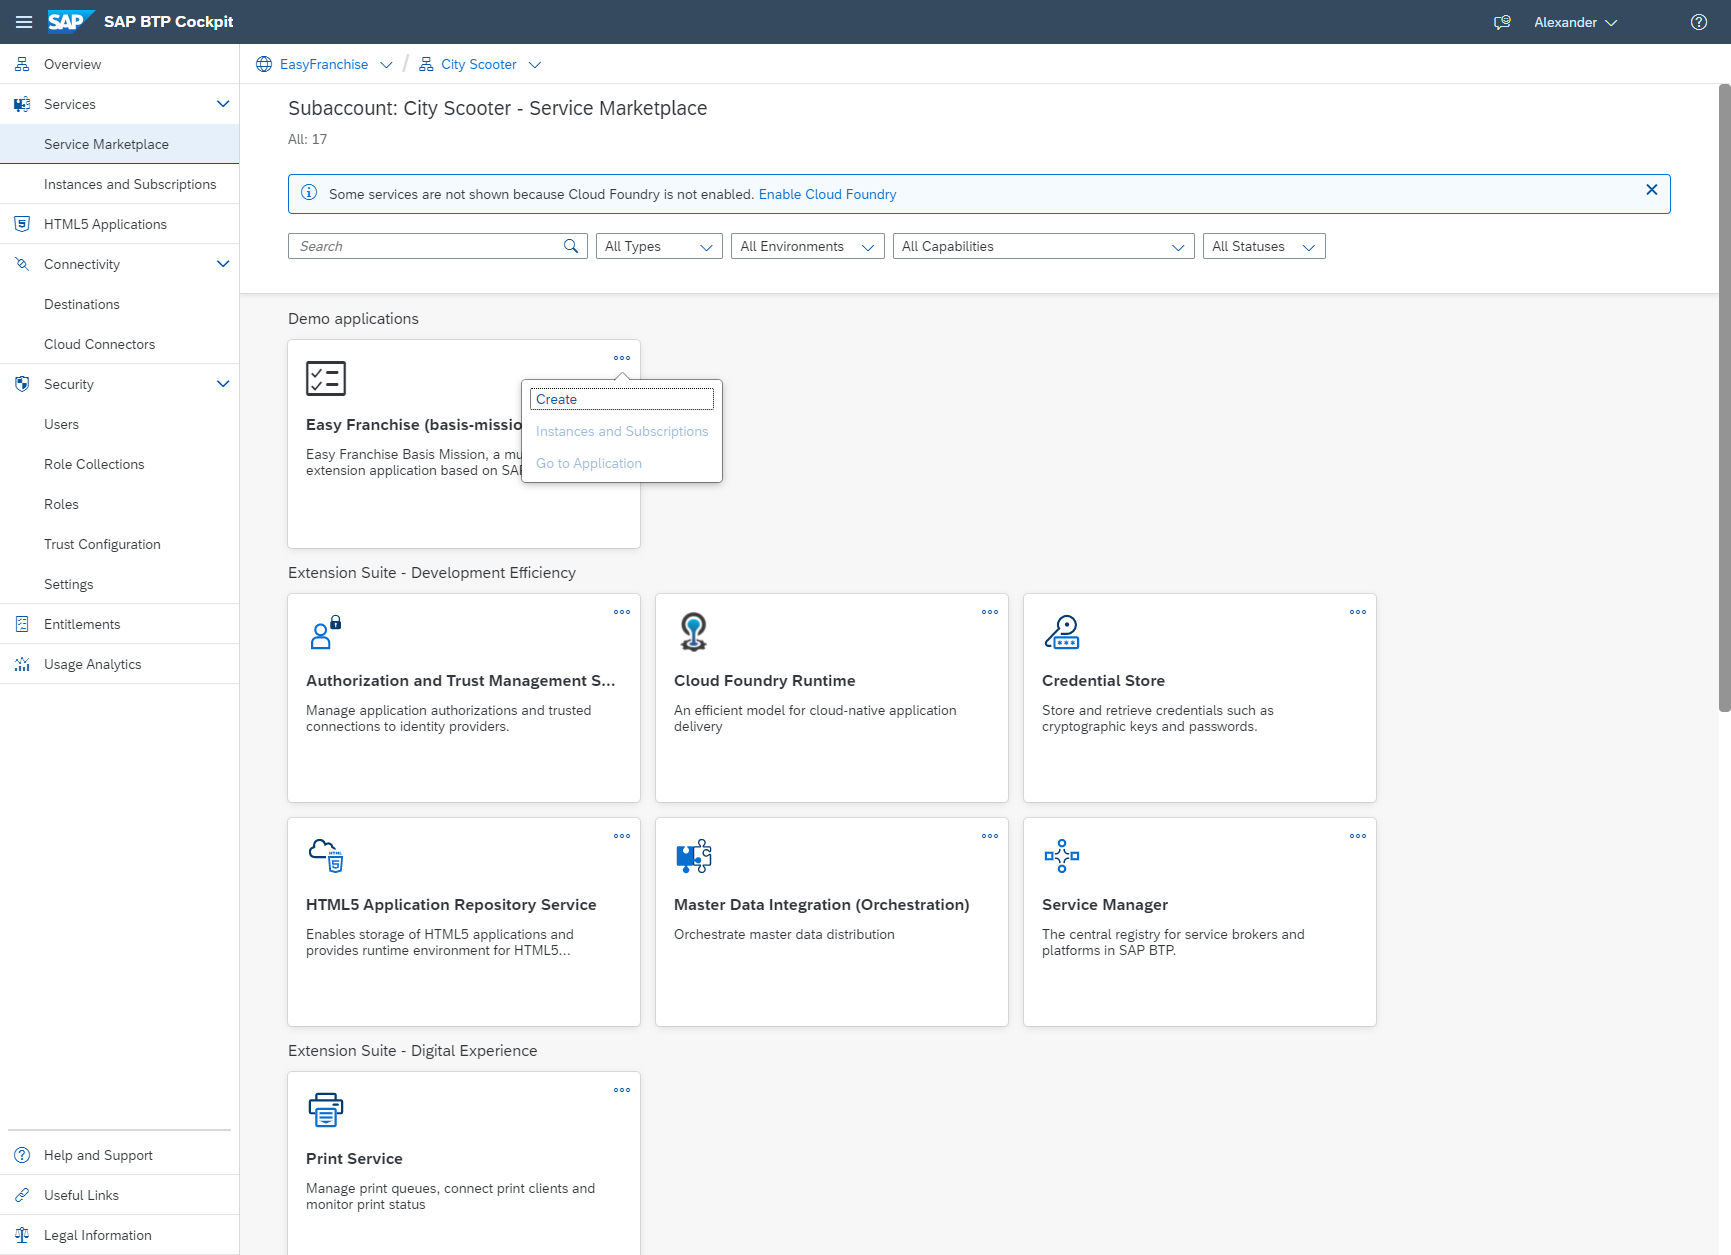 SAP SAP BTP Cockpit
Alexander
Overview
Services
Service Marketplace
Instances and Subscriptions
HTML5 Applications
Connectivity
Destinations
Cloud Connectors
Security
Users
Role Collections
Roles
Trust Configuration
Settings
Entitlements
Usage Analytics
Help and Support
Useful Links
Legal Information
EasyFranchise / City Scooter
Subaccount: City Scooter - Service Marketplace
All: 17
Some services are not shown because Cloud Foundry is not enabled. Enable Cloud Foundry
Search
All Types
All Environments
All Capabilities
All Statuses
Demo applications
Easy Franchise (basis-missio
Easy Franchise Basis Mission, a mu
extension application based on SAP
Create
Instances and Subscriptions
Go to Application
Extension Suite - Development Efficiency
Authorization and Trust Management S...
Manage application authorizations and trusted
connections to identity providers.
Cloud Foundry Runtime
An efficient model for cloud-native application
delivery
Credential Store
Store and retrieve credentials such as
cryptographic keys and passwords.
HTML5 Application Repository Service
Enables storage of HTML5 applications and
provides runtime environment for HTML5...
Master Data Integration (Orchestration)
Orchestrate master data distribution
Service Manager
The central registry for service brokers and
platforms in SAP BTP.
Extension Suite - Digital Experience
Print Service
Manage print queues, connect print clients and
monitor print status